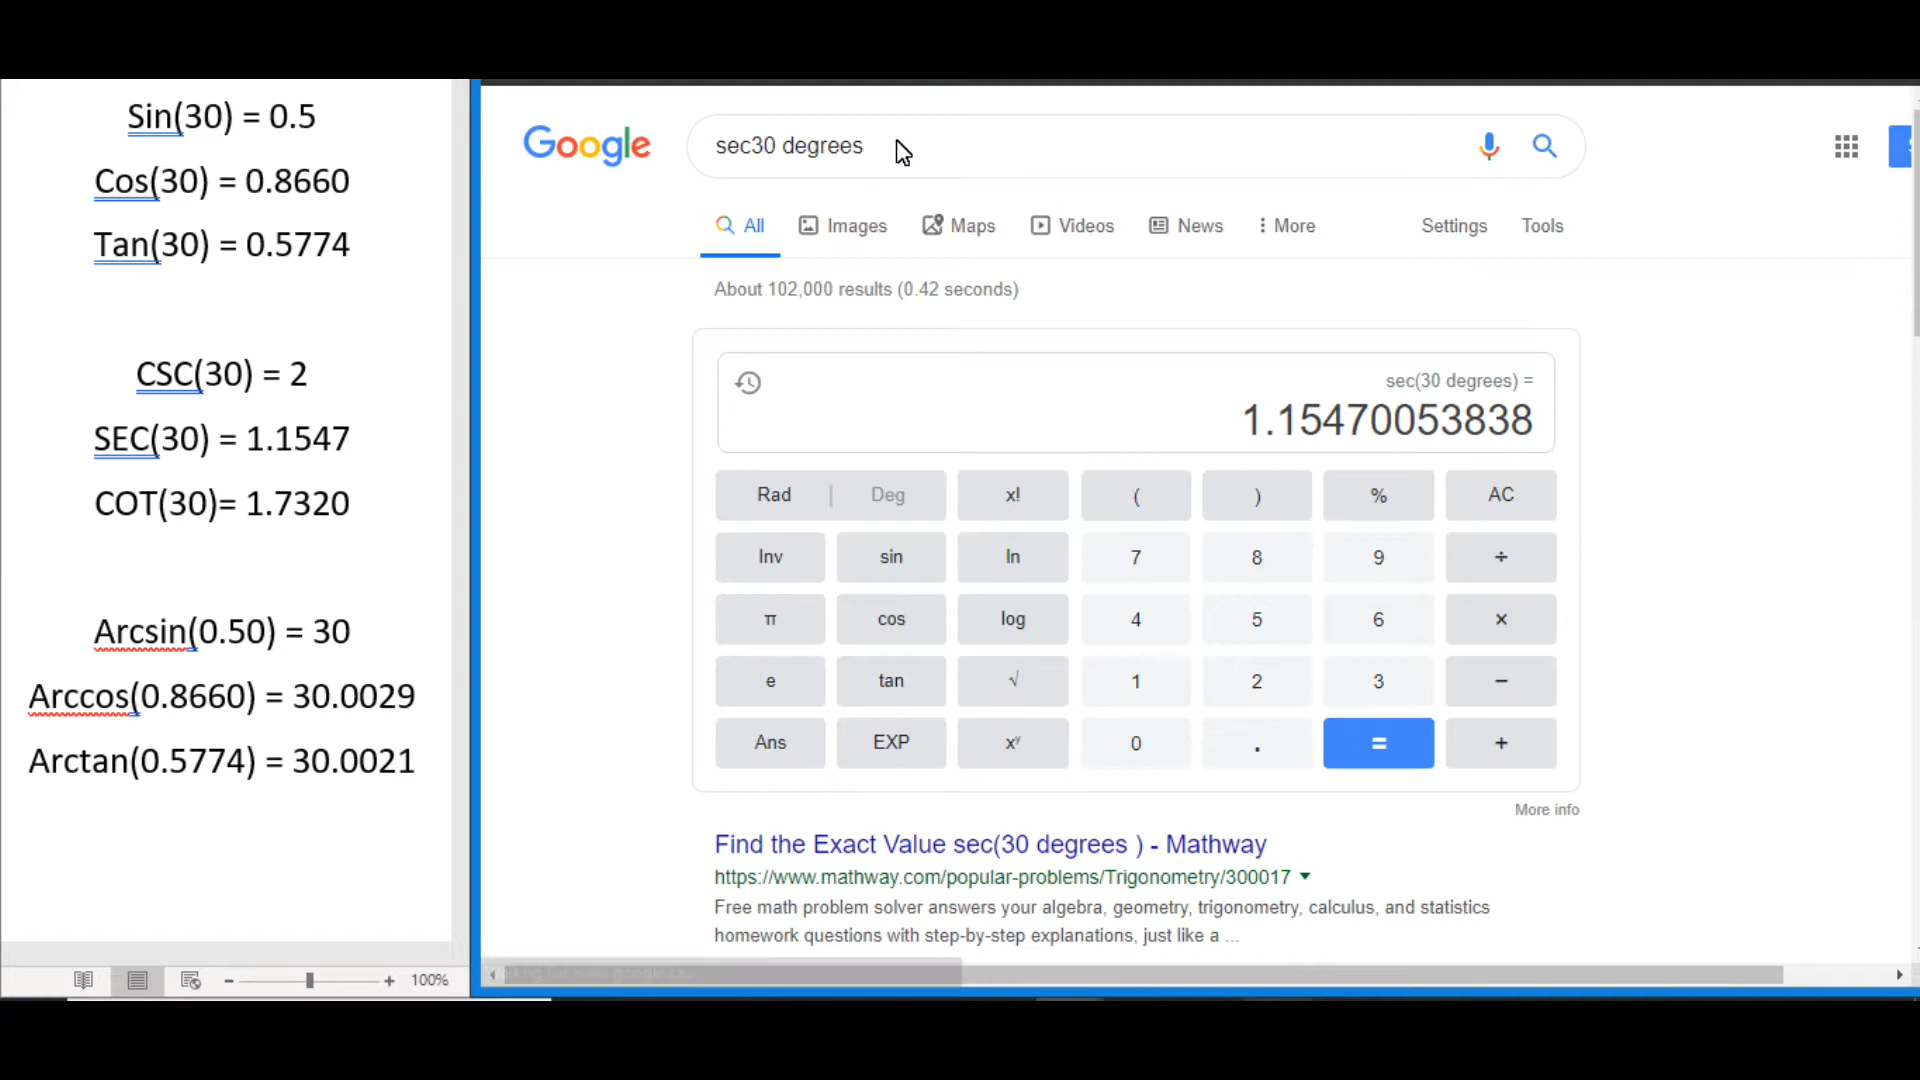 Sin(30) = 0.5
Cos(30) = 0.8660
Tan(30) = 0.5774
CSC(30) = 2
SEC(30) = 1.1547
COT(30)= 1.7320
Arcsin(0.50) = 30
Arccos(0.8660) = 30.0029
Arctan(0.5774) = 30.0021
100%
Google
sec30 degrees
All Images Maps Videos News More Settings Tools
About 102,000 results (0.42 seconds)
sec(30 degrees) =
1.15470053838
Rad | Deg x! ( ) % AC
Inv sin ln 7 8 9 ÷
π cos log 4 5 6 ×
e tan √ 1 2 3 −
Ans EXP xʸ 0 . = +
More info
Find the Exact Value sec(30 degrees ) - Mathway
https://www.mathway.com/popular-problems/Trigonometry/300017
Free math problem solver answers your algebra, geometry, trigonometry, calculus, and statistics
homework questions with step-by-step explanations, just like a ...